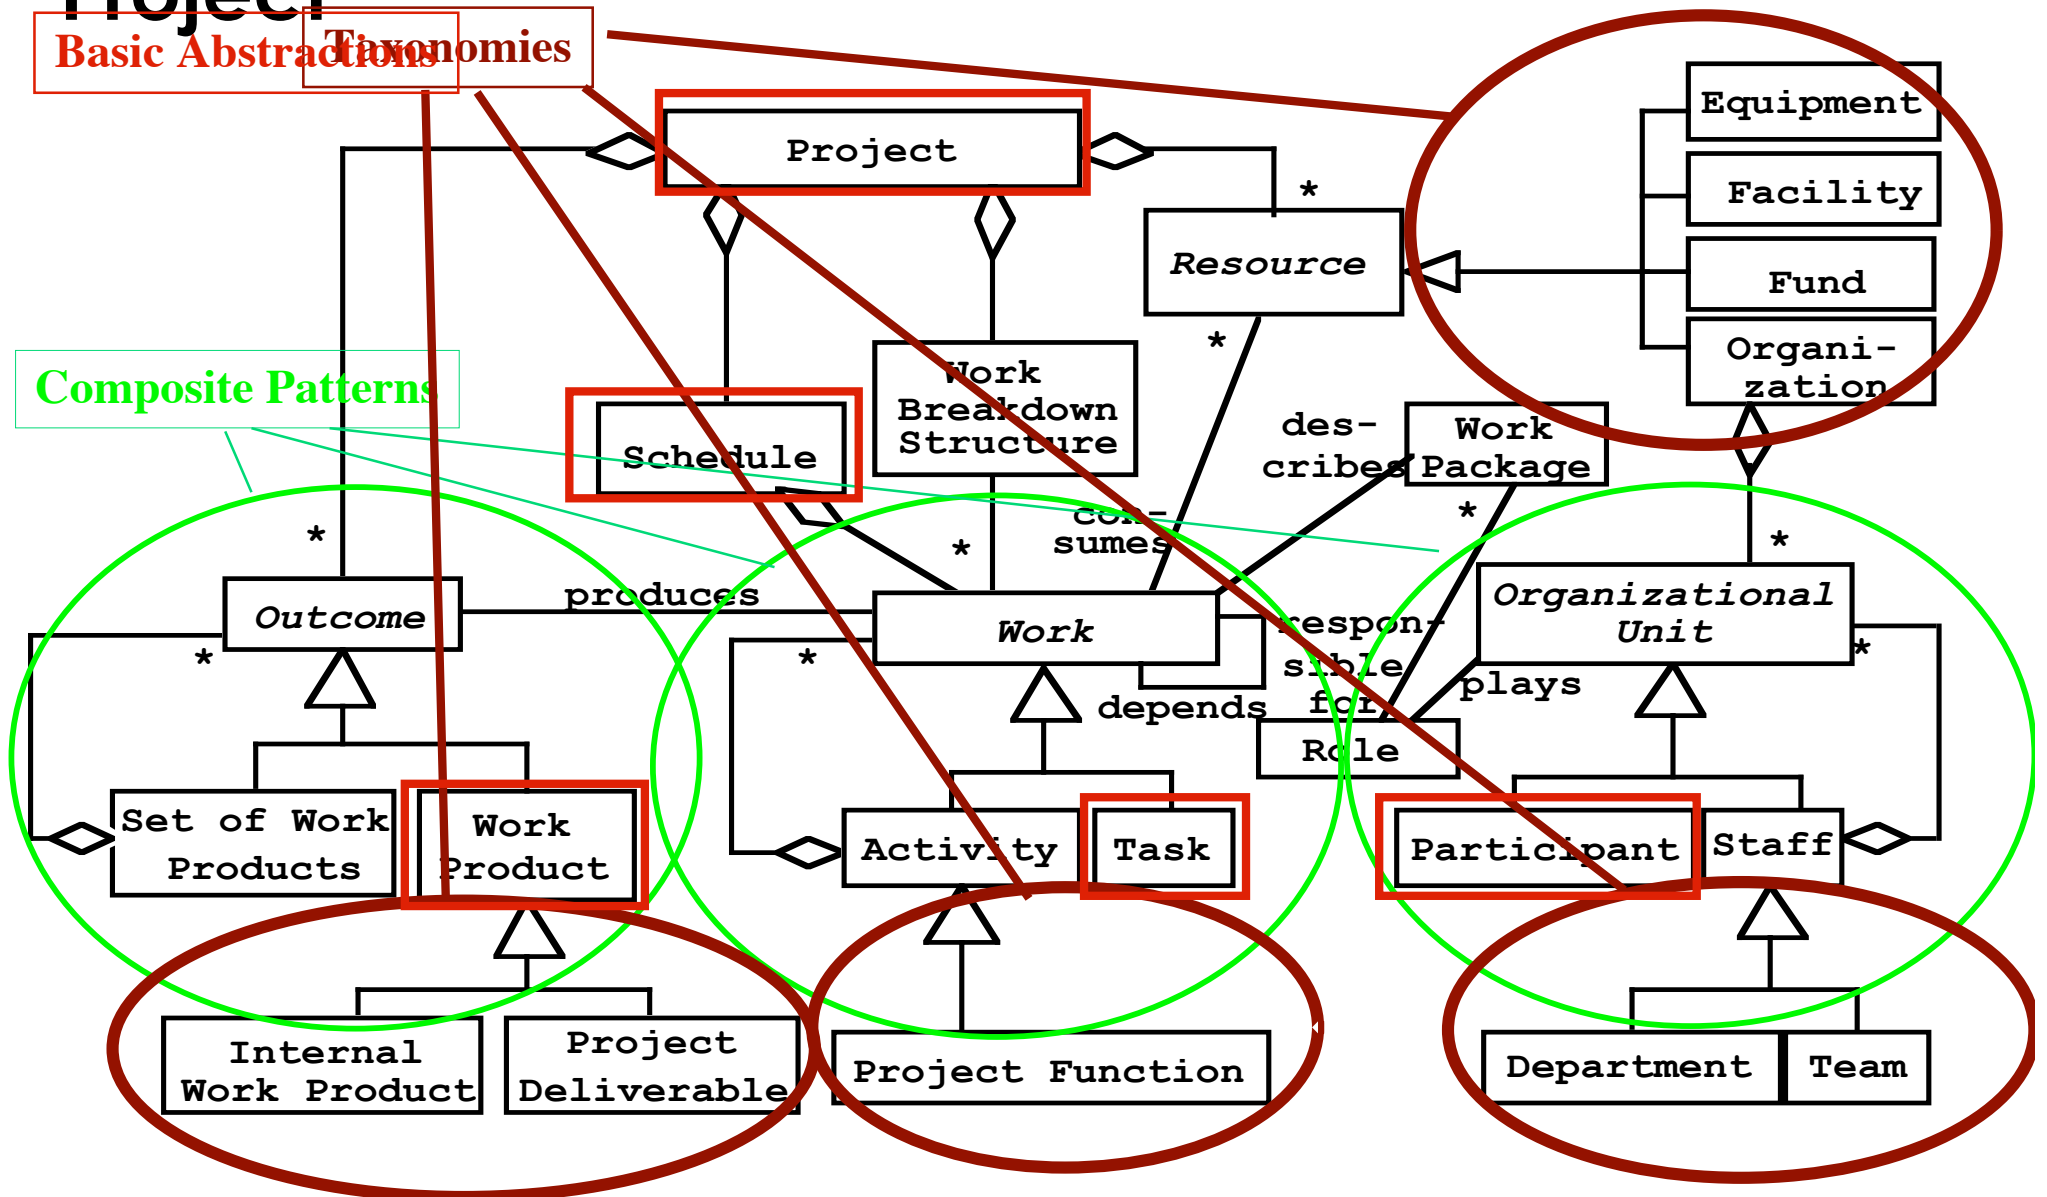 Project
Basic Abstractions
Taxonomies
Equipment
Project
Facility
*
Resource
Fund
*
Organi-
zation
Work
Breakdown
Structure
Composite Patterns
des-
cribes
Work
Package
Schedule
*
con-
sumes
*
*
*
produces
Outcome
Organizational
Unit
Work
respon-
sible
for
*
*
*
plays
depends
Role
Set of Work
Products
Work
Product
Activity
Task
Participant
Staff
Internal
Work Product
Project
Deliverable
Project Function
Department
Team